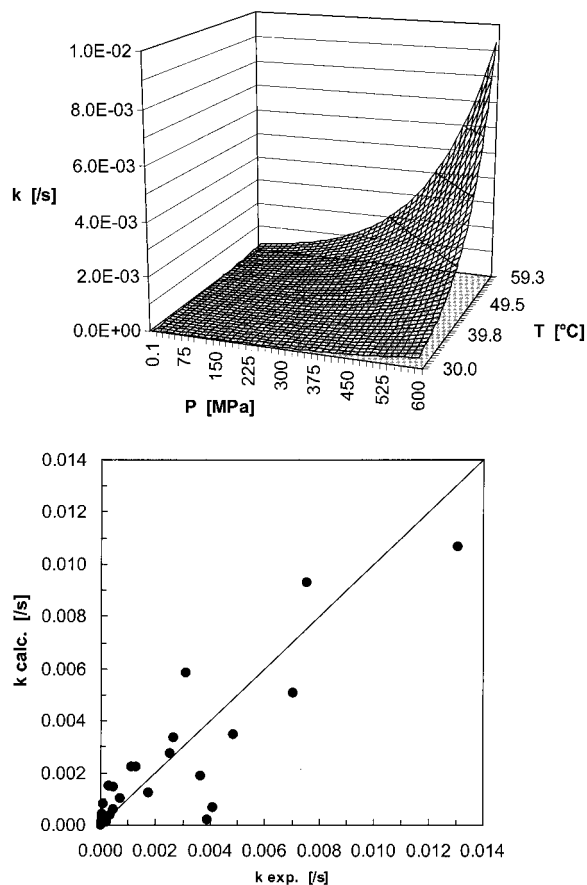 1.0E-02
8.0E-03
6.0E-03
k [/s]
4.0E-03
2.0E-03
0.0E+00
0.1
75
150
225
300
375
450
525
600
P [MPa]
59.3
49.5
39.8
30.0
T [°C]
0.014
0.012
0.010
0.008
0.006
0.004
0.002
0.000
k calc. [/s]
0.000 0.002 0.004 0.006 0.008 0.010 0.012 0.014
k exp. [/s]